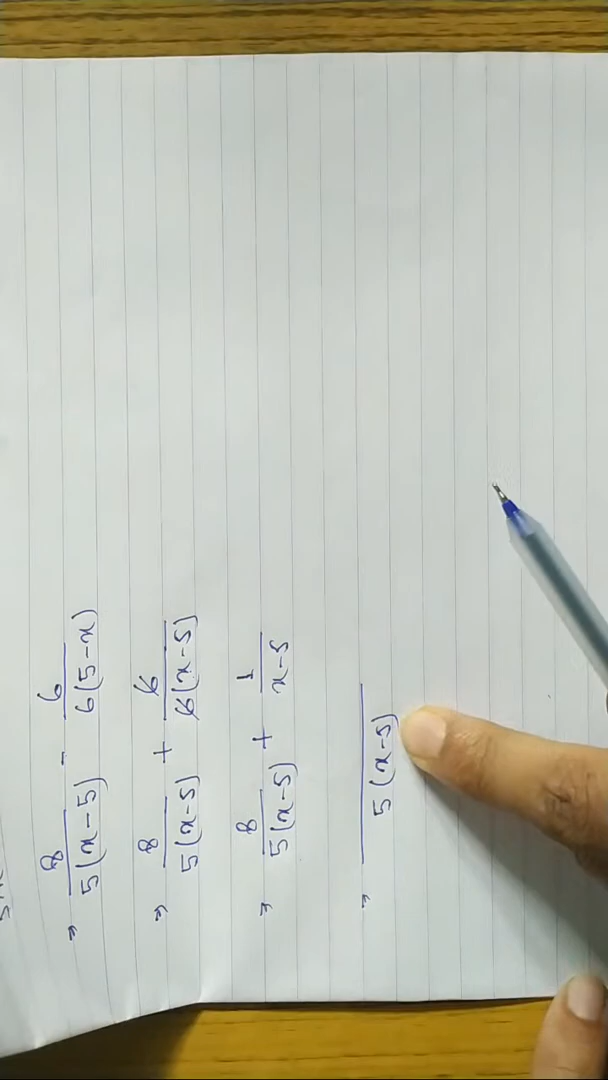 ⇒ 8/5(x-5) - 6/6(5-x)
⇒ 8/5(x-5) + 6/6(x-5)
⇒ 8/5(x-5) + 1/x-5
⇒ /5(x-5)